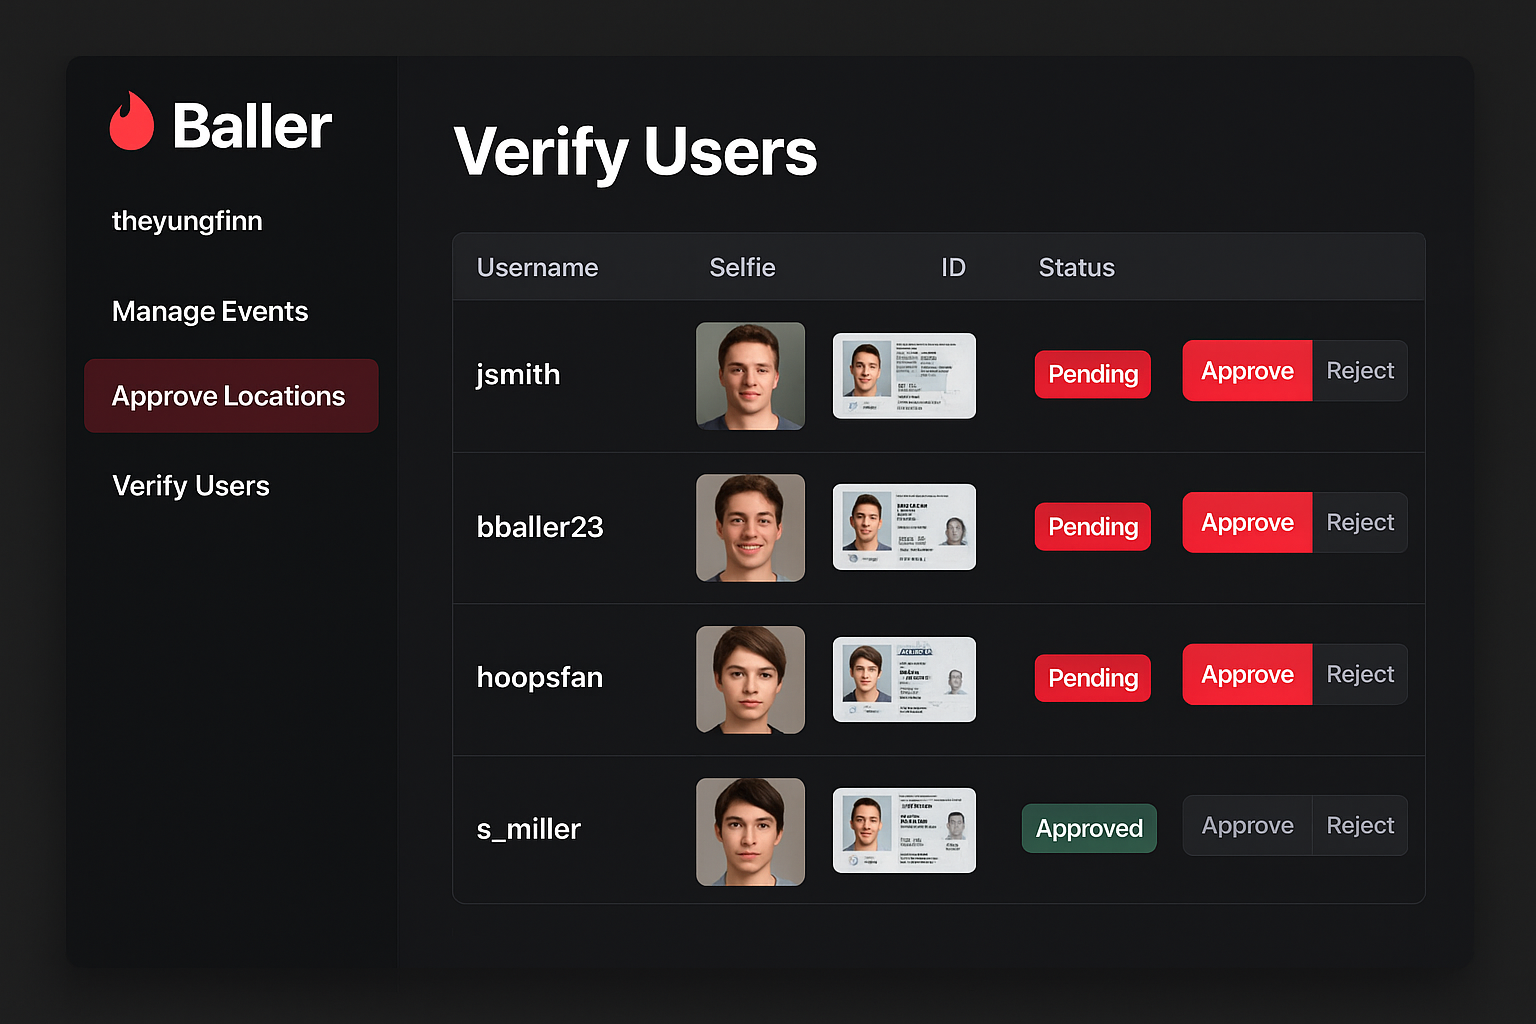 Baller
theyungfinn
Manage Events
Approve Locations
Verify Users
Verify Users
Username Selfie ID Status
jsmith Pending Approve Reject
bballer23 Pending Approve Reject
hoopsfan Pending Approve Reject
s_miller Approved Approve Reject